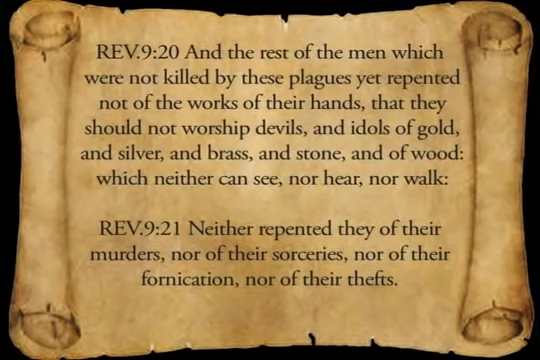 REV.9:20 And the rest of the men which
were not killed by these plagues yet repented
not of the works of their hands, that they
should not worship devils, and idols of gold,
and silver, and brass, and stone, and of wood:
which neither can see, nor hear, nor walk:
REV.9:21 Neither repented they of their
murders, nor of their sorceries, nor of their
fornication, nor of their thefts.